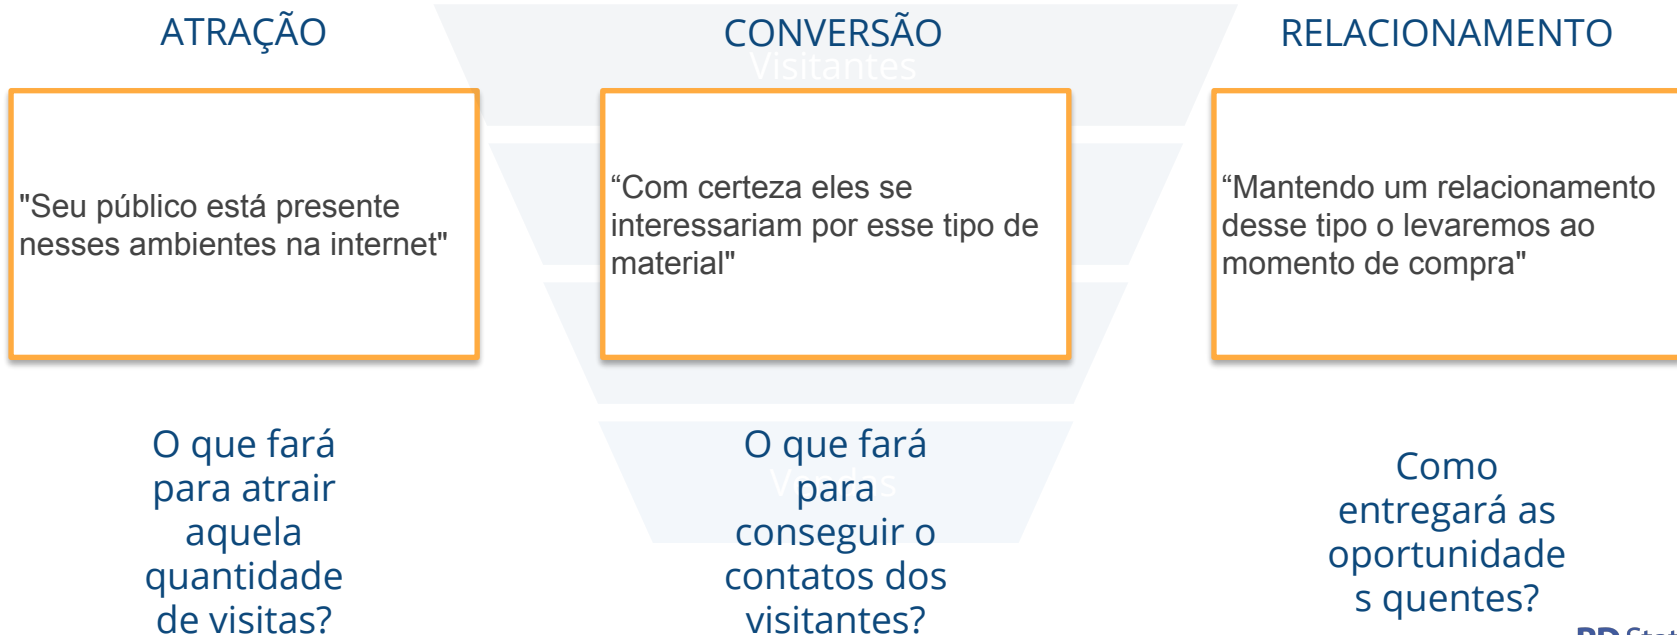 ATRAÇÃO
CONVERSÃO
RELACIONAMENTO
Visitantes
"Seu público está presente
nesses ambientes na internet"
“Com certeza eles se
interessariam por esse tipo de
material"
“Mantendo um relacionamento
desse tipo o levaremos ao
momento de compra"
O que fará
para atrair
aquela
quantidade
de visitas?
O que fará
para
conseguir o
contatos dos
visitantes?
Como
entregará as
oportunidade
s quentes?